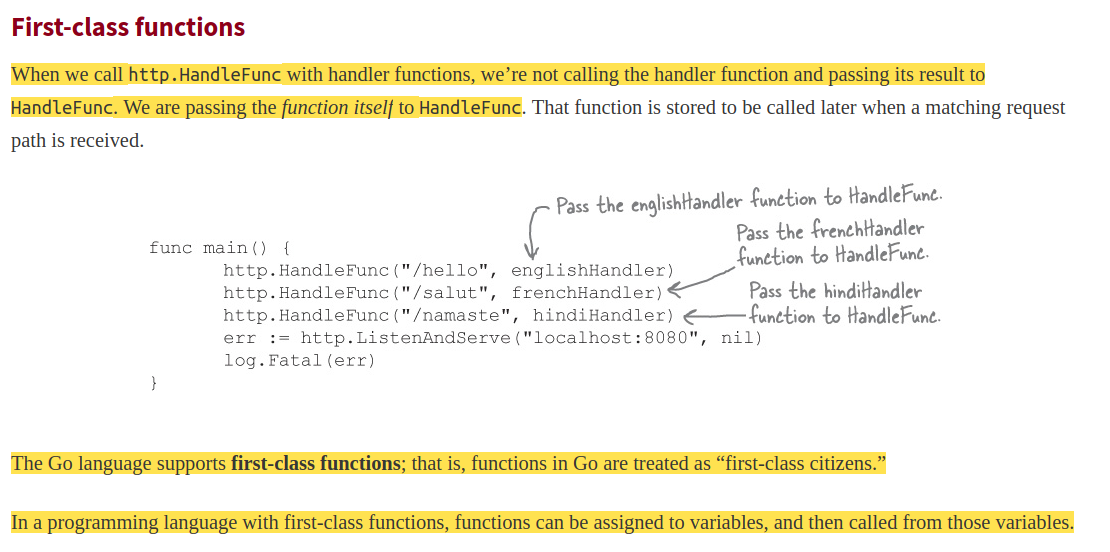 First-class functions
When we call http.HandleFunc with handler functions, we’re not calling the handler function and passing its result to
HandleFunc. We are passing the function itself to HandleFunc. That function is stored to be called later when a matching request
path is received.
Pass the englishHandler function to HandleFunc.
Pass the frenchHandler
function to HandleFunc.
Pass the hindiHandler
function to HandleFunc.
func main() {
http.HandleFunc("/hello", englishHandler)
http.HandleFunc("/salut", frenchHandler)
http.HandleFunc("/namaste", hindiHandler)
err := http.ListenAndServe("localhost:8080", nil)
log.Fatal(err)
}
The Go language supports first-class functions; that is, functions in Go are treated as “first-class citizens.”
In a programming language with first-class functions, functions can be assigned to variables, and then called from those variables.